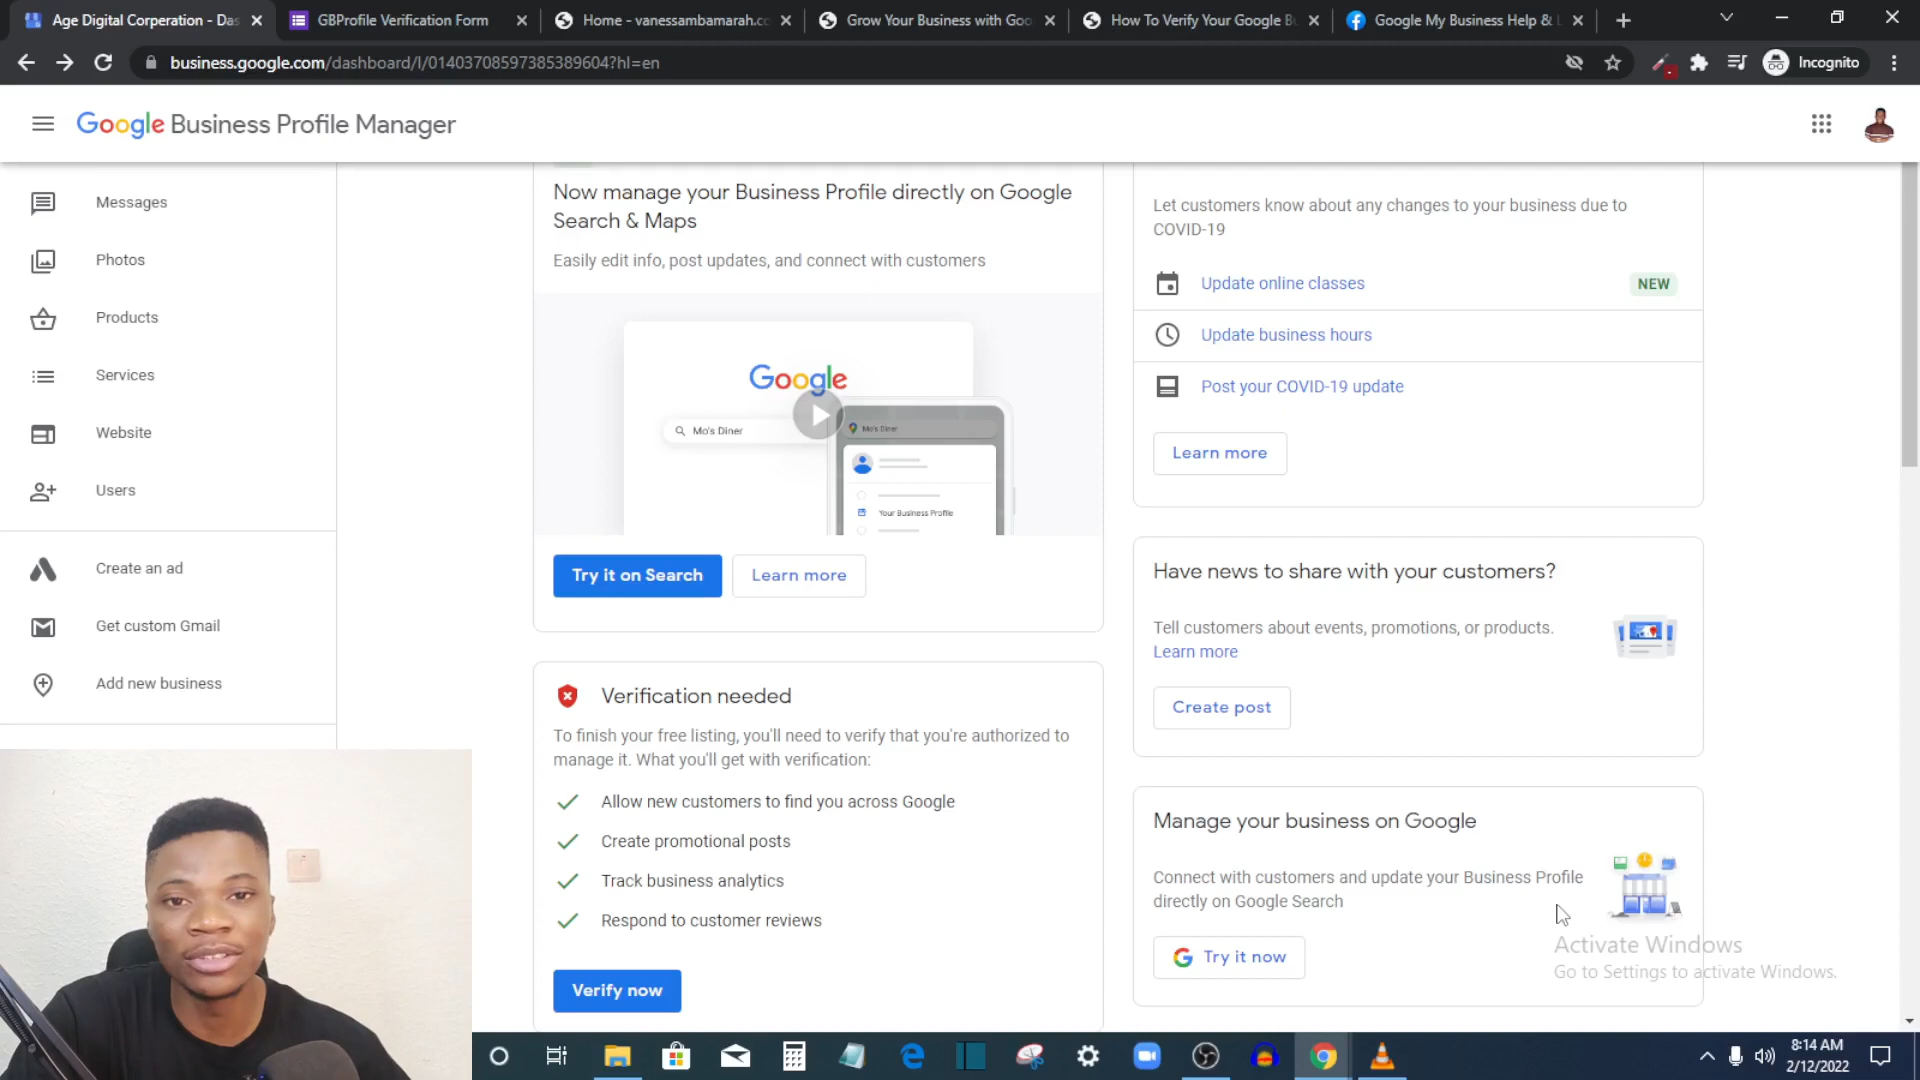 Age Digital Corperation - Das
GBProfile Verification Form
Home - vanessambamarah.co
Grow Your Business with Goo
How To Verify Your Google B
Google My Business Help &
business.google.com/dashboard/l/01403708597385389604?hl=en
Incognito
Google Business Profile Manager
Messages
Photos
Products
Services
Website
Users
Create an ad
Get custom Gmail
Add new business
Now manage your Business Profile directly on Google
Search & Maps
Easily edit info, post updates, and connect with customers
Google
Mo's Diner
Mo's Diner
Your Business Profile
Try it on Search
Learn more
Verification needed
To finish your free listing, you'll need to verify that you're authorized to
manage it. What you'll get with verification:
Allow new customers to find you across Google
Create promotional posts
Track business analytics
Respond to customer reviews
Verify now
Let customers know about any changes to your business due to
COVID-19
Update online classes
NEW
Update business hours
Post your COVID-19 update
Learn more
Have news to share with your customers?
Tell customers about events, promotions, or products.
Learn more
Create post
Manage your business on Google
Connect with customers and update your Business Profile
directly on Google Search
Try it now
Activate Windows
Go to Settings to activate Windows.
8:14 AM
2/12/2022